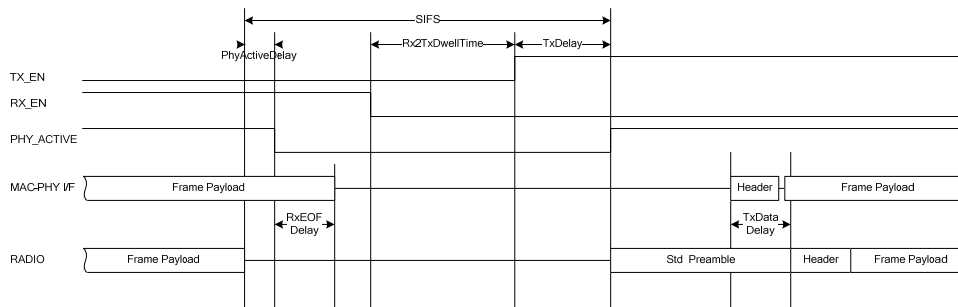 SIFS
PhyActiveDelay
Rx2TxDwellTime
TxDelay
TX_EN
RX_EN
PHY_ACTIVE
MAC-PHY I/F
Frame Payload
Header
Frame Payload
RxEOF
Delay
TxData
Delay
RADIO
Frame Payload
Std Preamble
Header
Frame Payload